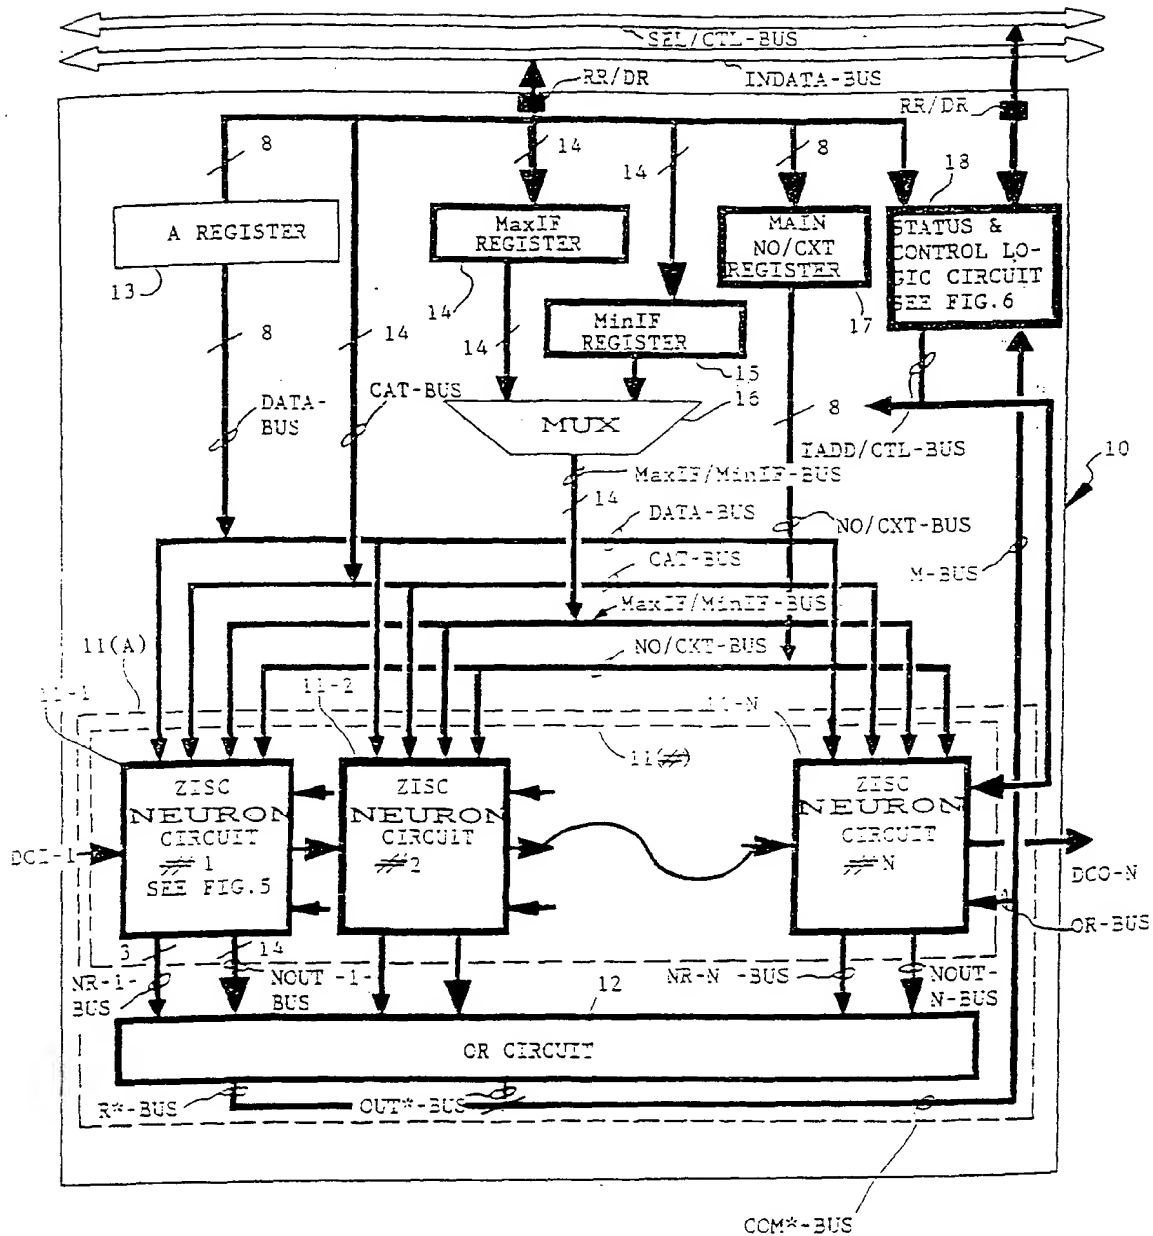 SEL/CTL-BUS
INDATA-BUS
RR/DR
RR/DR
8
14
14
8
18
A REGISTER
13
MaxIF
REGISTER
14
MAIN
NO/CXT
REGISTER
17
STATUS &
CONTROL LO-
GIC CIRCUIT
SEE FIG.6
MinIF
REGISTER
15
8
14
14
DATA-
BUS
CAT-BUS
MUX
16
8
IADD/CTL-BUS
10
MaxIF/MinIF-BUS
14
DATA-BUS
NO/CXT-BUS
CAT-BUS
M-BUS
MaxIF/MinIF-BUS
NO/CXT-BUS
11(A)
11-1
11-2
11-N
11(#)
ZISC
NEURON
CIRCUIT
#1
SEE FIG.5
ZISC
NEURON
CIRCUIT
#2
ZISC
NEURON
CIRCUIT
#N
DCI-1
DCO-N
OR-BUS
3
14
NR-1-
BUS
NOUT-1-
BUS
12
NR-N-BUS
NOUT-
N-BUS
OR CIRCUIT
R*-BUS
OUT*-BUS
COM*-BUS